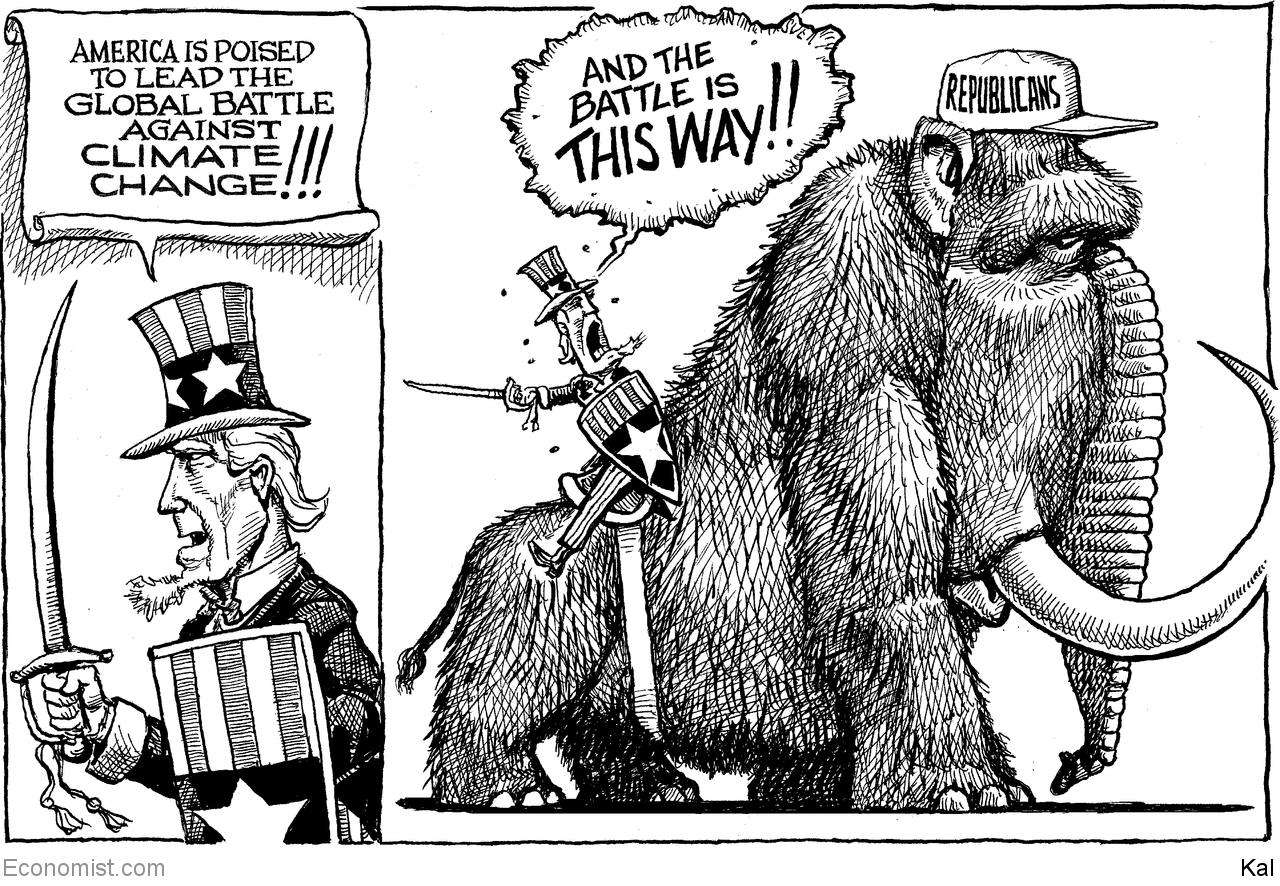 AMERICA IS POISED
TO LEAD THE
GLOBAL BATTLE
AGAINST
CLIMATE
CHANGE!!!
AND THE
BATTLE IS
THIS WAY!!
REPUBLICANS
Economist.com
Kal